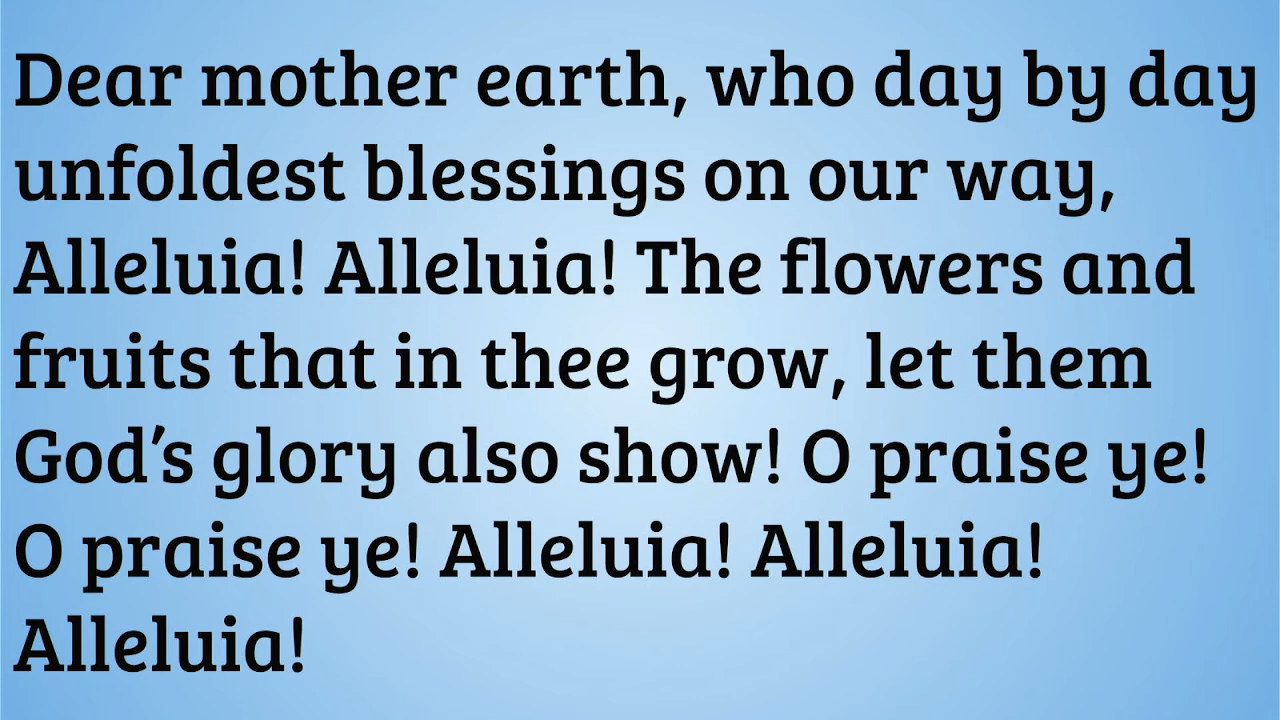 Dear mother earth, who day by day
unfoldest blessings on our way,
Alleluia! Alleluia! The flowers and
fruits that in thee grow, let them
God’s glory also show! O praise ye!
O praise ye! Alleluia! Alleluia!
Alleluia!